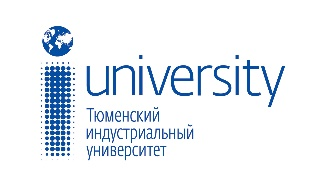 i university
Тюменский
индустриальный
университет